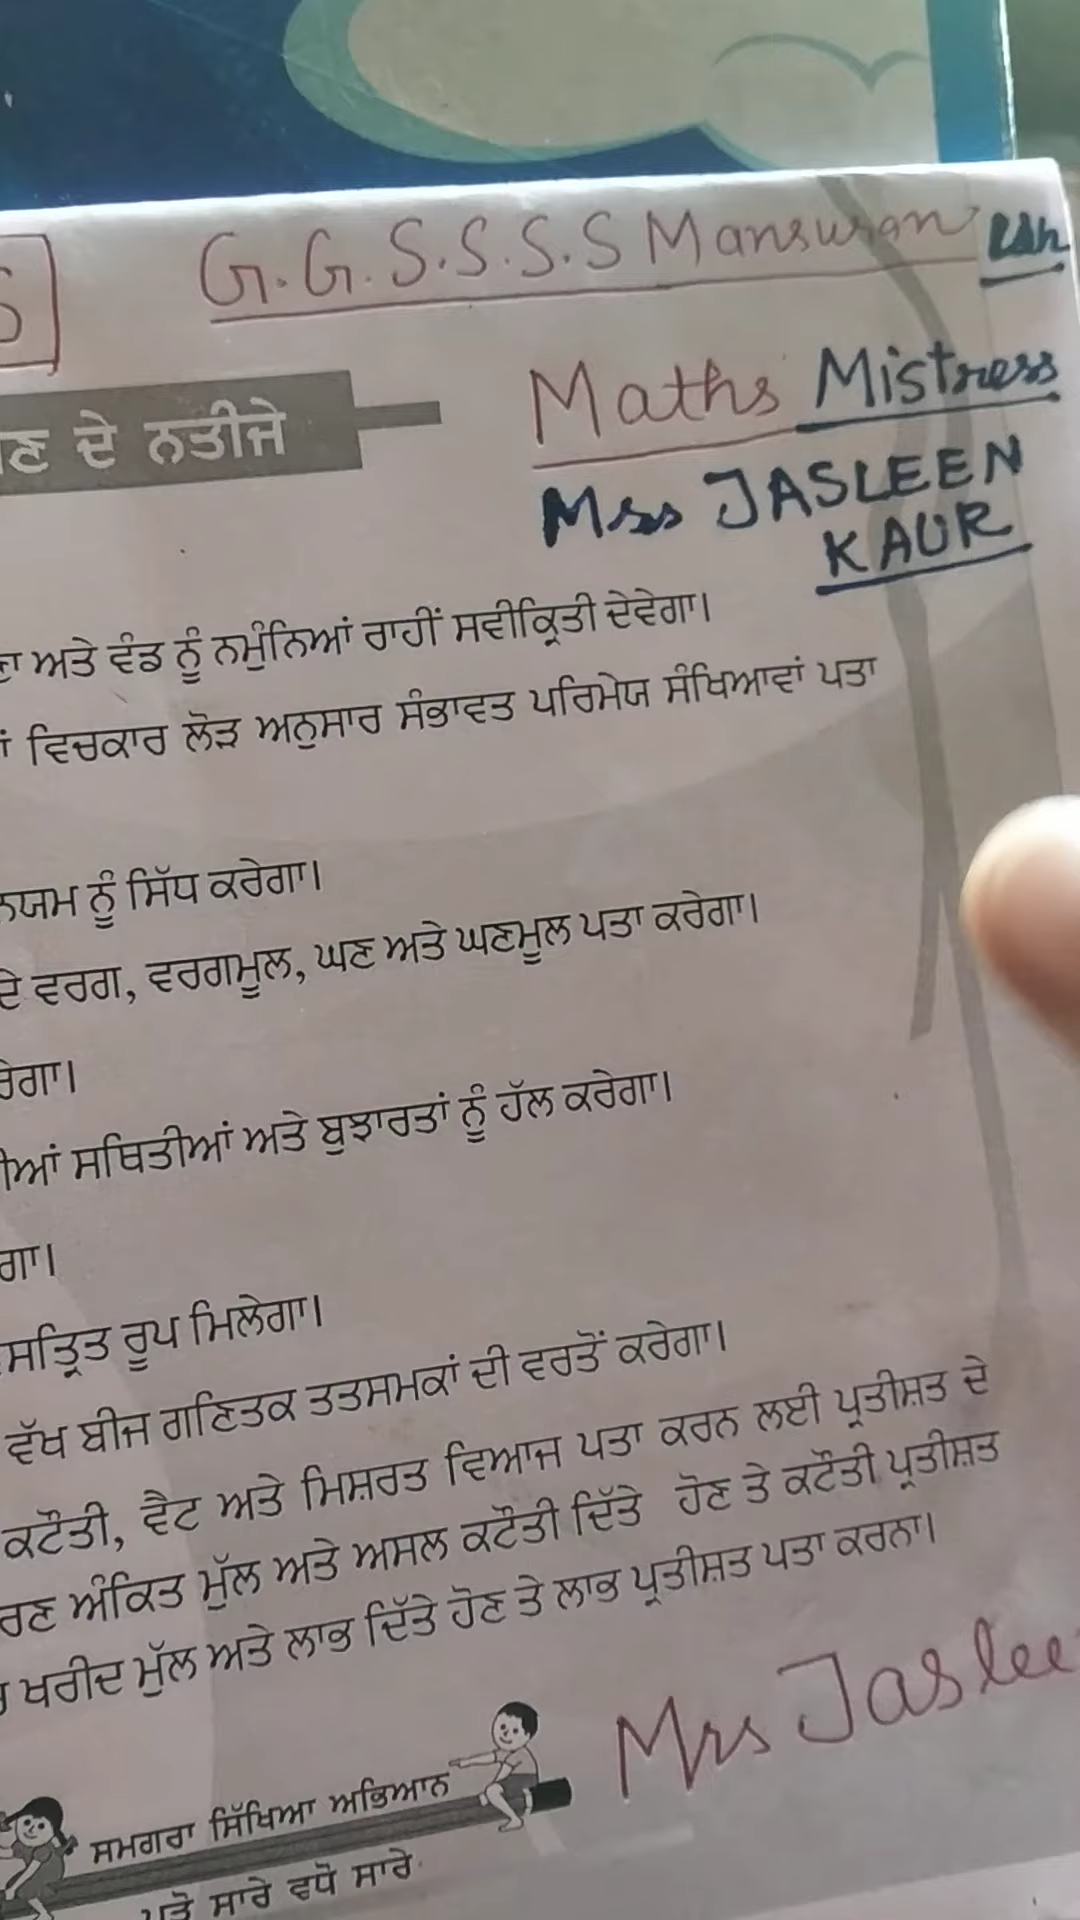 G.G.S.S.S.S Manswran Ldh
Maths Mistress
ਣ ਦੇ ਨਤੀਜੇ
Mrs JASLEEN
KAUR
ਅਤੇ ਵੰਡ ਨੂੰ ਨਮੁੰਨਿਆਂ ਰਾਹੀਂ ਸਵੀਕ੍ਰਿਤੀ ਦੇਵੇਗਾ।
ਵਿਚਕਾਰ ਲੋੜ ਅਨੁਸਾਰ ਸੰਭਾਵਤ ਪਰਿਮੇਯ ਸੰਖਿਆਵਾਂ ਪਤਾ
ਨੂੰ ਸਿੱਧ ਕਰੇਗਾ।
ਦੇ ਵਰਗ, ਵਰਗਮੂਲ, ਘਣ ਅਤੇ ਘਣਮੂਲ ਪਤਾ ਕਰੇਗਾ।
ਰੇਗਾ।
ਸਥਿਤੀਆਂ ਅਤੇ ਬੁਝਾਰਤਾਂ ਨੂੰ ਹੱਲ ਕਰੇਗਾ।
ਗਾ।
ਰੂਪ ਮਿਲੇਗਾ।
ਵੱਖ ਬੀਜ ਗਣਿਤਕ ਤਤਸਮਕਾਂ ਦੀ ਵਰਤੋਂ ਕਰੇਗਾ।
ਕਟੌਤੀ, ਵੈਟ ਅਤੇ ਮਿਸ਼ਰਤ ਵਿਆਜ ਪਤਾ ਕਰਨ ਲਈ ਪ੍ਰਤੀਸ਼ਤ ਦੇ
ਰਣ ਅੰਕਿਤ ਮੁੱਲ ਅਤੇ ਅਸਲ ਕਟੌਤੀ ਦਿੱਤੇ ਹੋਣ ਤੇ ਕਟੌਤੀ ਪ੍ਰਤੀਸ਼ਤ
ਖਰੀਦ ਮੁੱਲ ਅਤੇ ਲਾਭ ਦਿੱਤੇ ਹੋਣ ਤੇ ਲਾਭ ਪ੍ਰਤੀਸ਼ਤ ਪਤਾ ਕਰਨਾ।
Mrs Jaslee
ਸਮਗਰਾ ਸਿੱਖਿਆ ਅਭਿਆਨ
ਸਾਰੇ ਵਧੋ ਸਾਰੇ